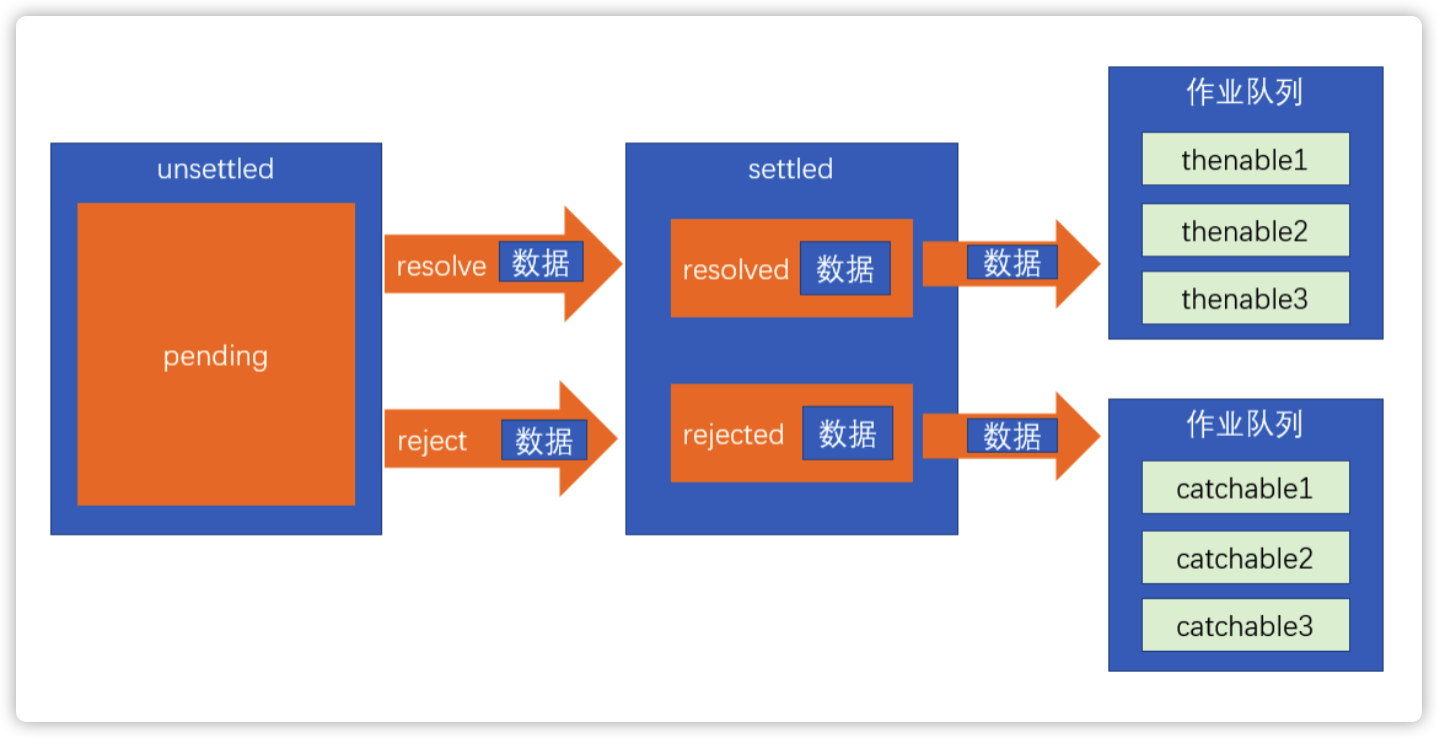 unsettled
pending
resolve 数据
reject 数据
settled
resolved 数据
rejected 数据
数据
数据
作业队列
thenable1
thenable2
thenable3
作业队列
catchable1
catchable2
catchable3